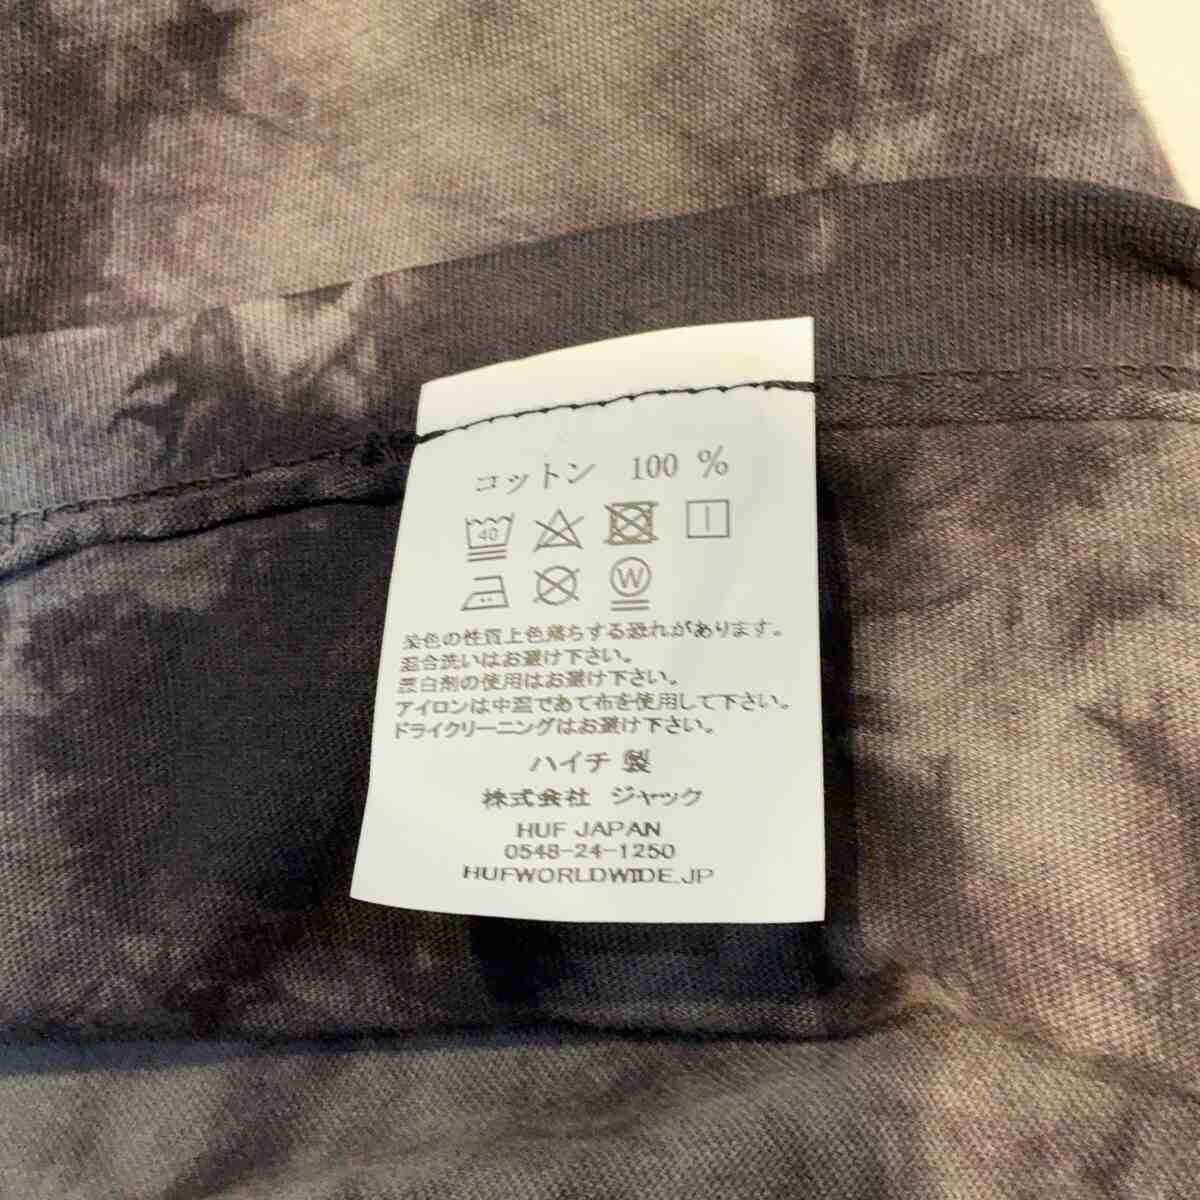 コットン 100 %
40
W
染色の性質上色落ちする恐れがあります。
混合洗いはお避け下さい。
漂白剤の使用はお避け下さい。
アイロンは中温であて布を使用して下さい。
ドライクリーニングはお避け下さい。
ハイチ 製
株式会社 ジャック
HUF JAPAN
0548-24-1250
HUFWORLDWIDE.JP